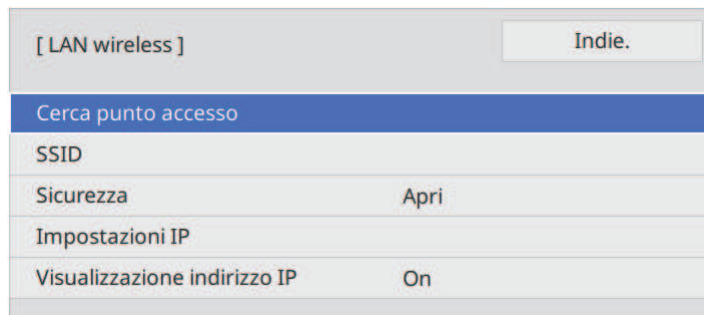 [ LAN wireless ]
Indie.
Cerca punto accesso
SSID
Sicurezza Apri
Impostazioni IP
Visualizzazione indirizzo IP On